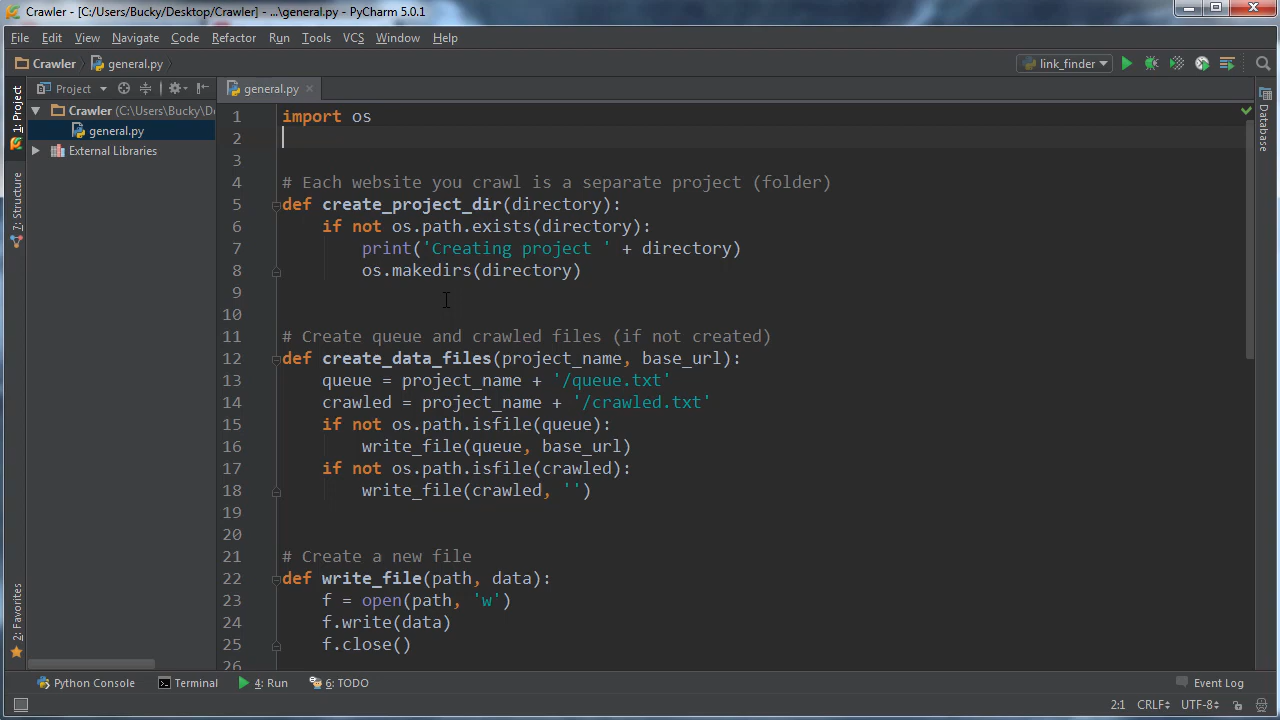 Crawler - [C:/Users/Bucky/Desktop/Crawler] - ...\general.py - PyCharm 5.0.1
File Edit View Navigate Code Refactor Run Tools VCS Window Help
Crawler general.py link_finder
Project general.py
1: Project
7: Structure
2: Favorites
Database
Crawler (C:\Users\Bucky\De
general.py
External Libraries
1 import os
2
3
4 # Each website you crawl is a separate project (folder)
5 def create_project_dir(directory):
6 if not os.path.exists(directory):
7 print('Creating project ' + directory)
8 os.makedirs(directory)
9
10
11 # Create queue and crawled files (if not created)
12 def create_data_files(project_name, base_url):
13 queue = project_name + '/queue.txt'
14 crawled = project_name + '/crawled.txt'
15 if not os.path.isfile(queue):
16 write_file(queue, base_url)
17 if not os.path.isfile(crawled):
18 write_file(crawled, '')
19
20
21 # Create a new file
22 def write_file(path, data):
23 f = open(path, 'w')
24 f.write(data)
25 f.close()
26
Python Console Terminal 4: Run 6: TODO Event Log
2:1 CRLF UTF-8